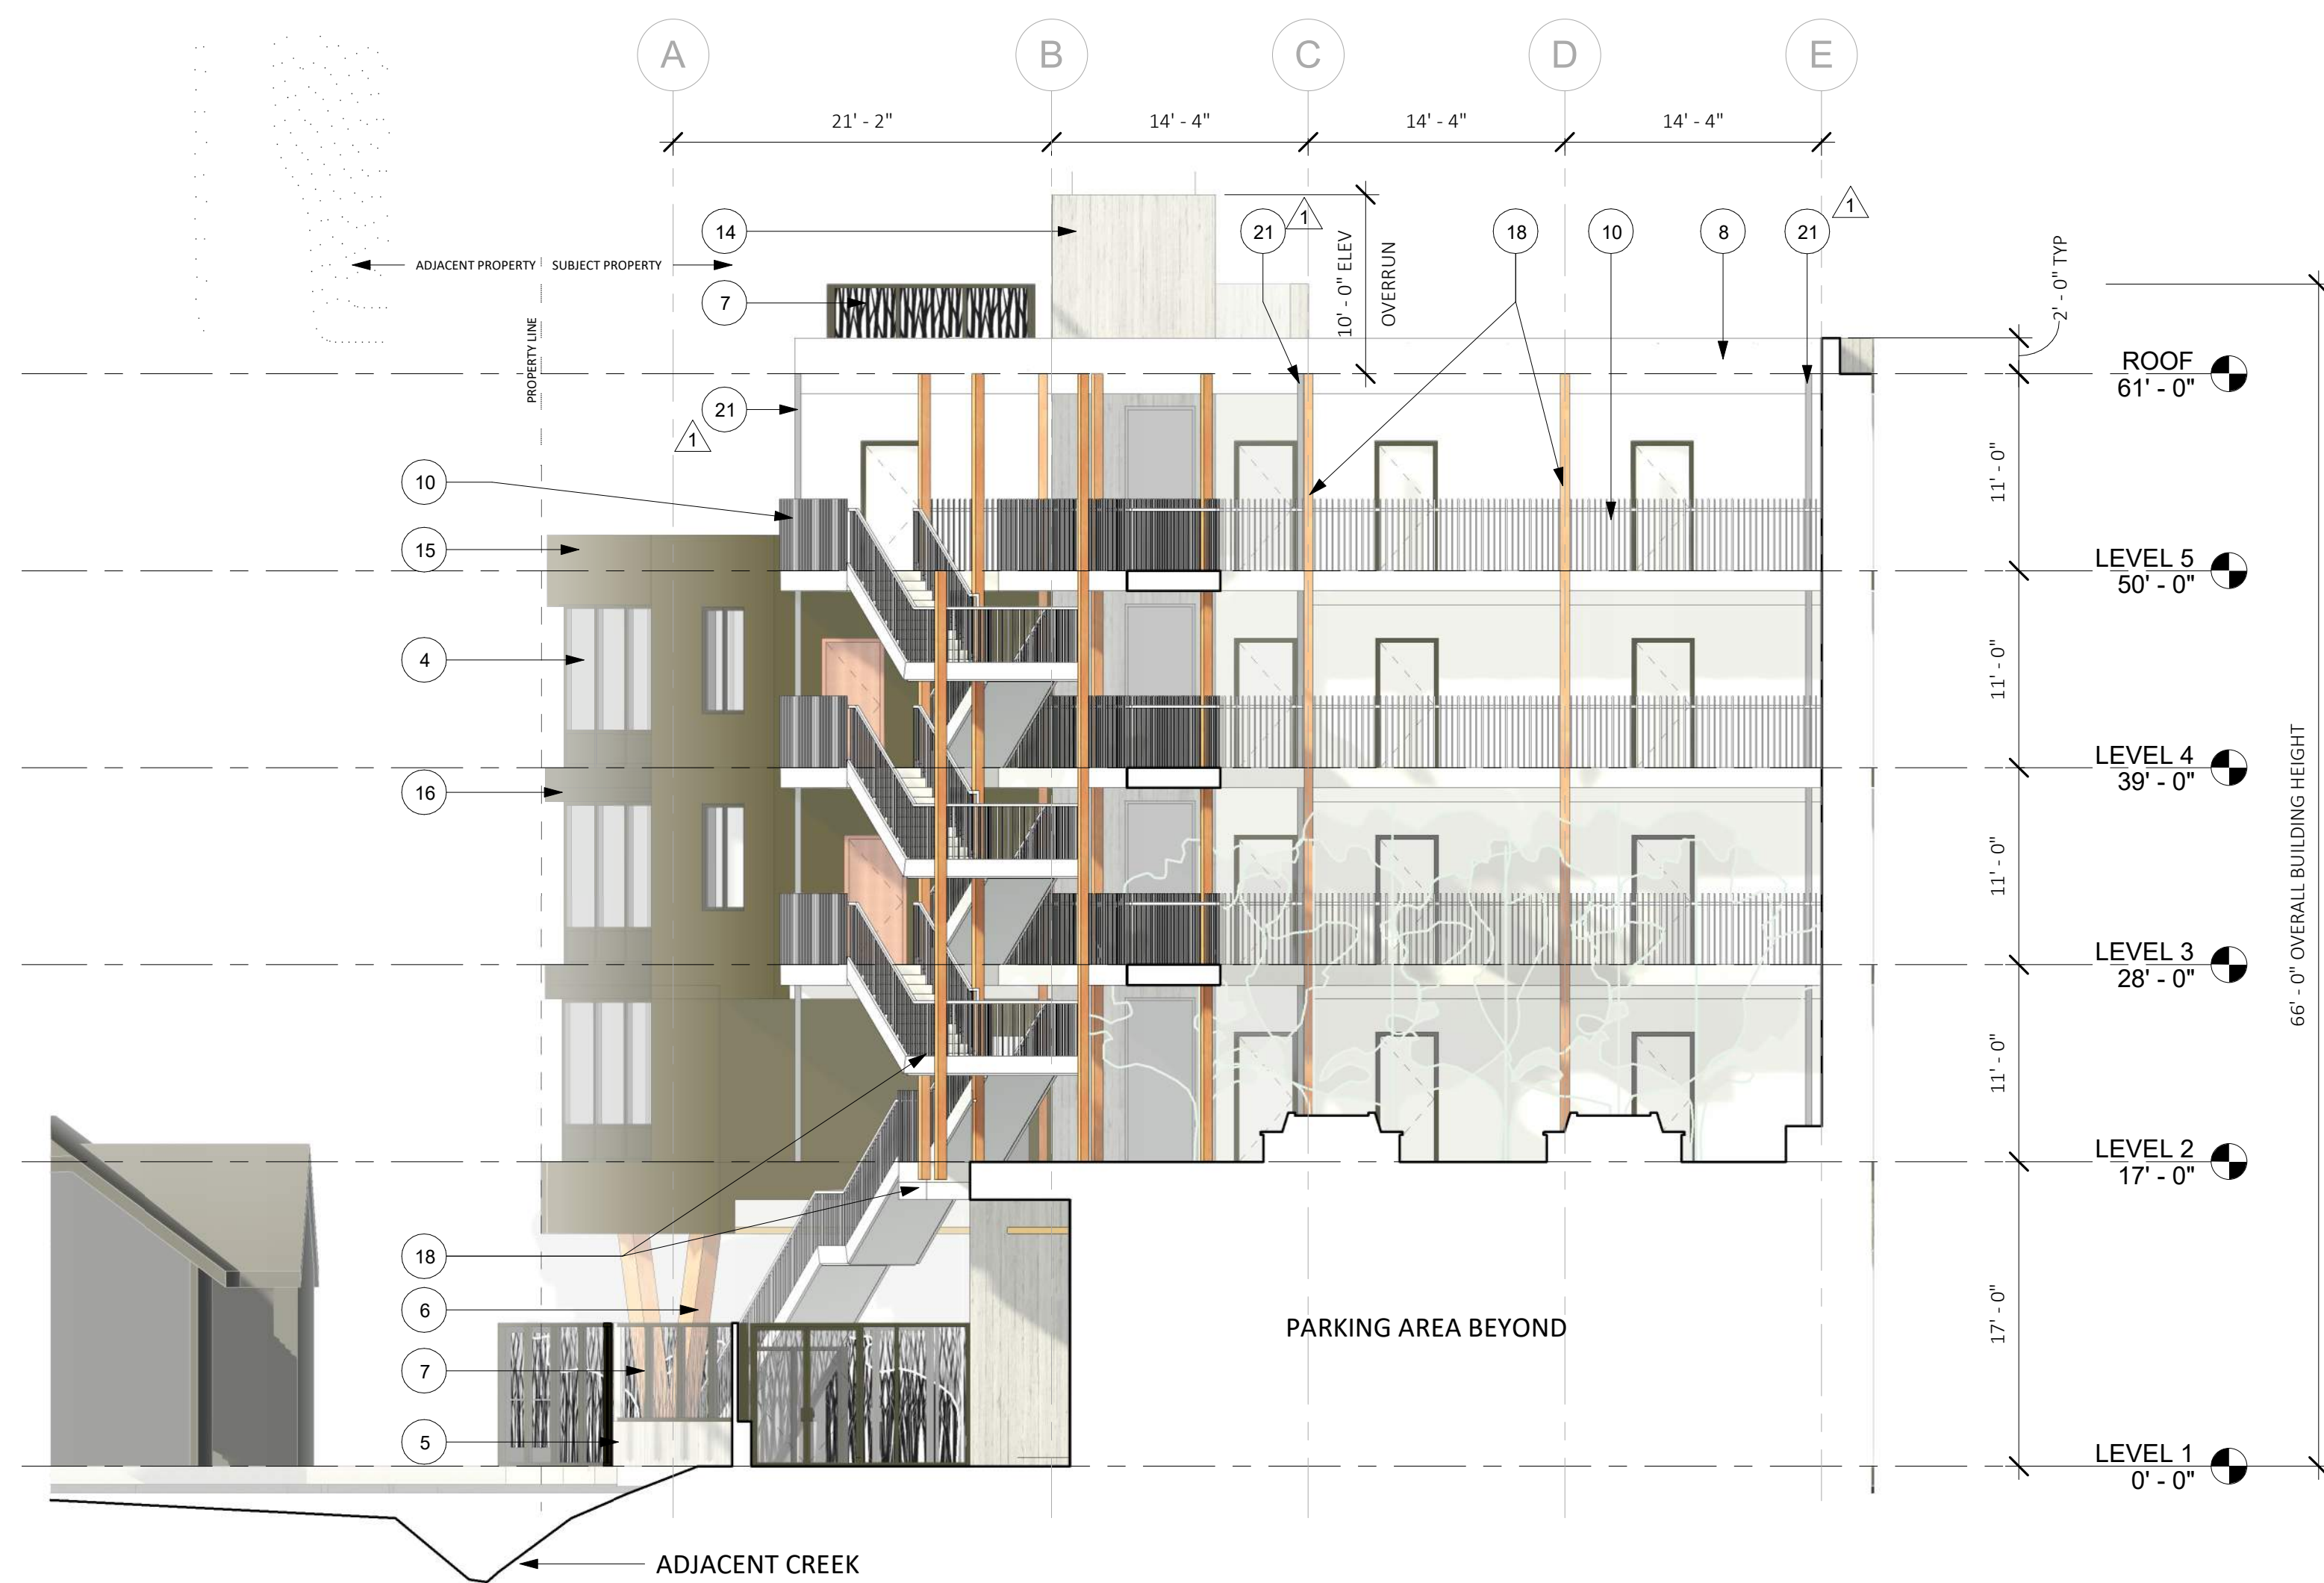 A
B
C
D
E
21' - 2"
14' - 4"
14' - 4"
14' - 4"
14
21
1
18
10
8
21
1
10' - 0" ELEV
OVERRUN
2' - 0" TYP
ADJACENT PROPERTY
SUBJECT PROPERTY
7
PROPERTY LINE
ROOF
61' - 0"
21
1
11' - 0"
10
15
LEVEL 5
50' - 0"
4
11' - 0"
16
LEVEL 4
39' - 0"
66' - 0" OVERALL BUILDING HEIGHT
11' - 0"
LEVEL 3
28' - 0"
11' - 0"
LEVEL 2
17' - 0"
18
6
PARKING AREA BEYOND
17' - 0"
7
5
LEVEL 1
0' - 0"
ADJACENT CREEK